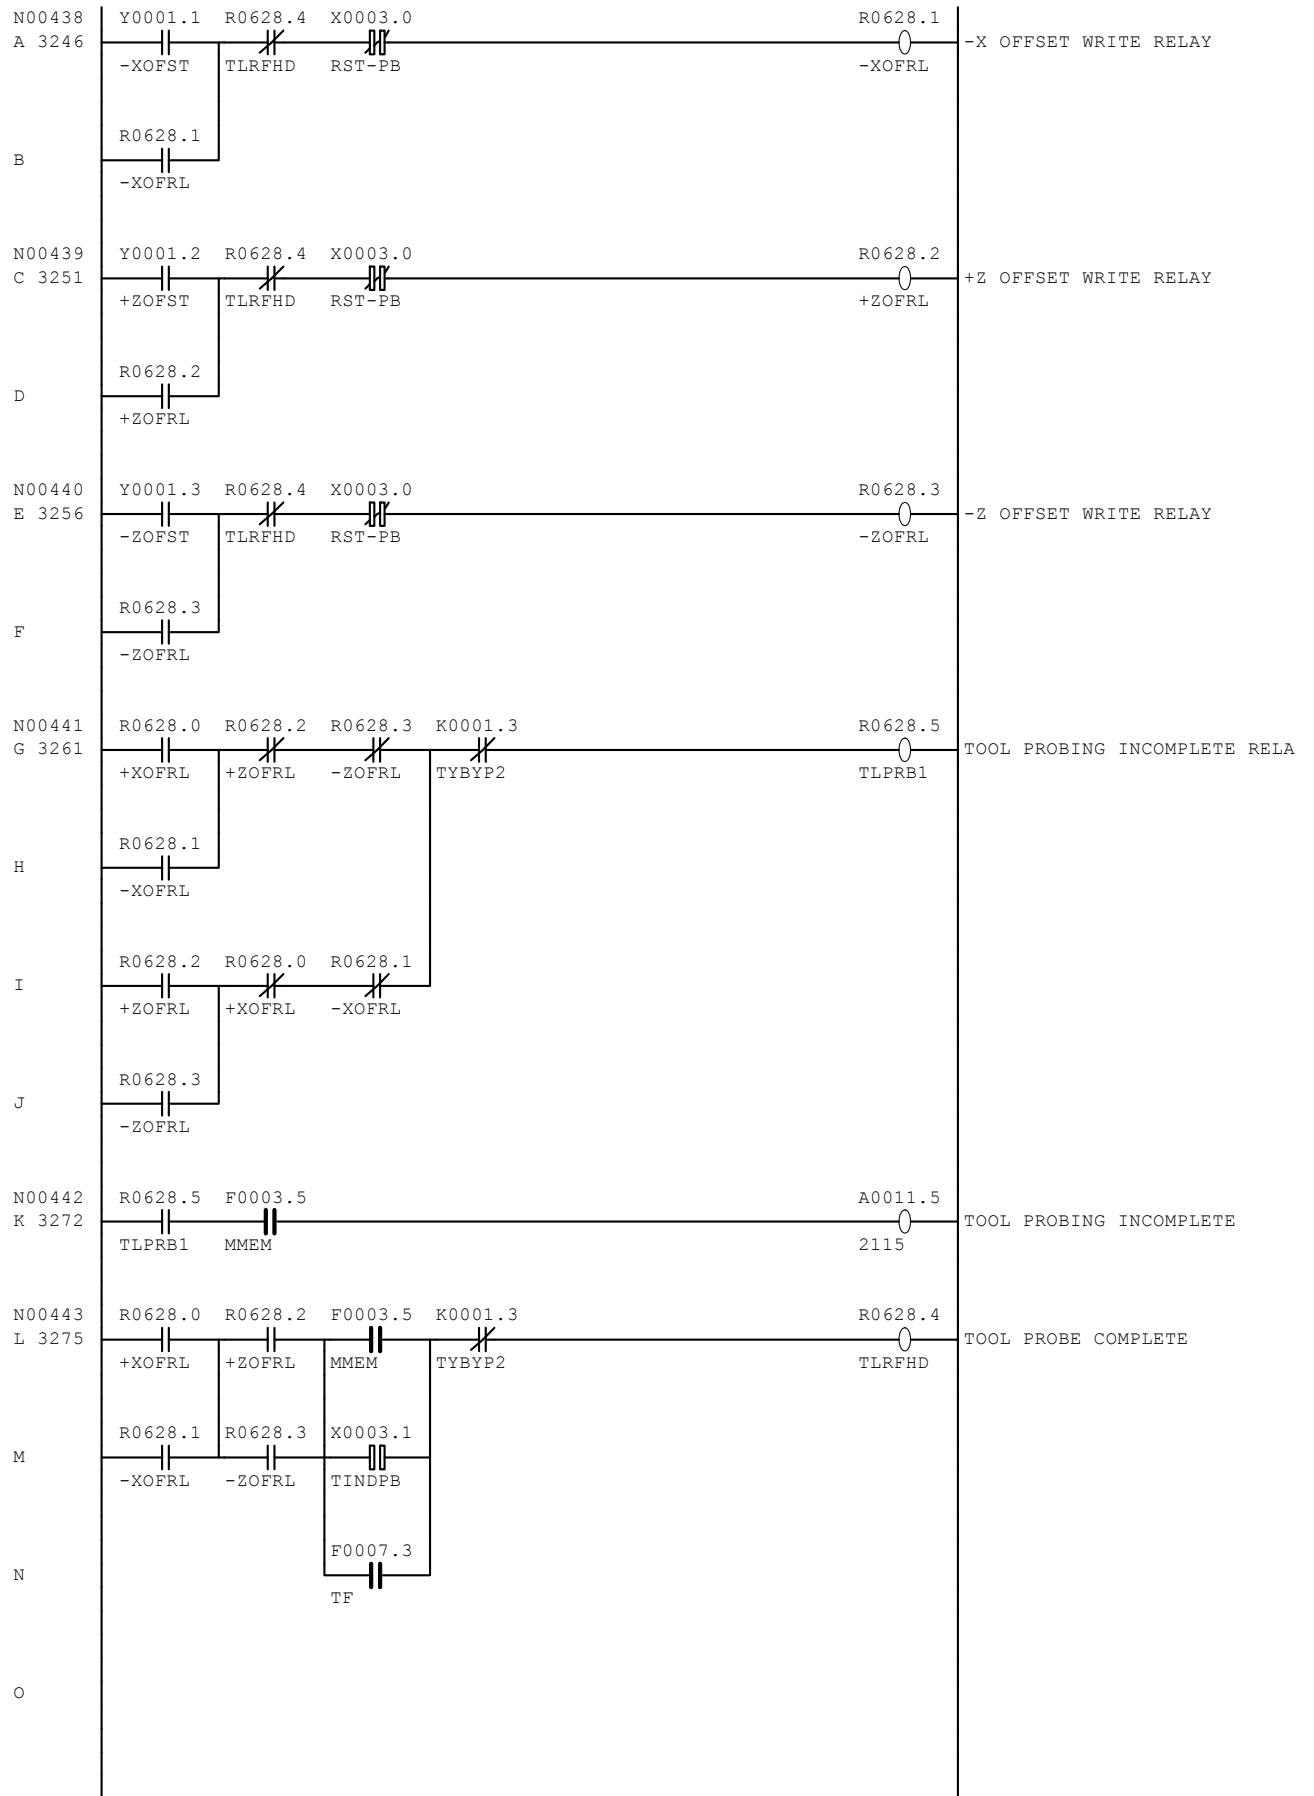 N00438 Y0001.1 R0628.4 X0003.0 R0628.1
A 3246 -X OFFSET WRITE RELAY
-XOFST TLRFHD RST-PB -XOFRL
R0628.1
B
-XOFRL
N00439 Y0001.2 R0628.4 X0003.0 R0628.2
C 3251 +Z OFFSET WRITE RELAY
+ZOFST TLRFHD RST-PB +ZOFRL
R0628.2
D
+ZOFRL
N00440 Y0001.3 R0628.4 X0003.0 R0628.3
E 3256 -Z OFFSET WRITE RELAY
-ZOFST TLRFHD RST-PB -ZOFRL
R0628.3
F
-ZOFRL
N00441 R0628.0 R0628.2 R0628.3 K0001.3 R0628.5
G 3261 TOOL PROBING INCOMPLETE RELA
+XOFRL +ZOFRL -ZOFRL TYBYP2 TLPRB1
R0628.1
H
-XOFRL
R0628.2 R0628.0 R0628.1
I
+ZOFRL +XOFRL -XOFRL
R0628.3
J
-ZOFRL
N00442 R0628.5 F0003.5 A0011.5
K 3272 TOOL PROBING INCOMPLETE
TLPRB1 MMEM 2115
N00443 R0628.0 R0628.2 F0003.5 K0001.3 R0628.4
L 3275 TOOL PROBE COMPLETE
+XOFRL +ZOFRL MMEM TYBYP2 TLRFHD
R0628.1 R0628.3 X0003.1
M
-XOFRL -ZOFRL TINDPB
F0007.3
N
TF
O